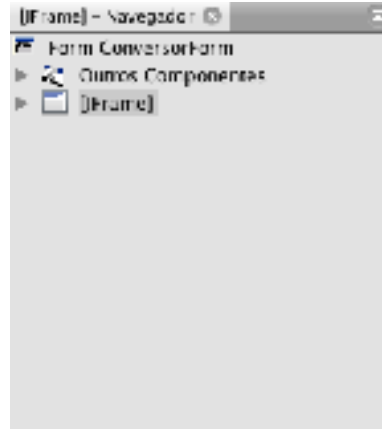 [JFrame] - Navegador
Form ConversorForm
Outros Componentes
[JFrame]